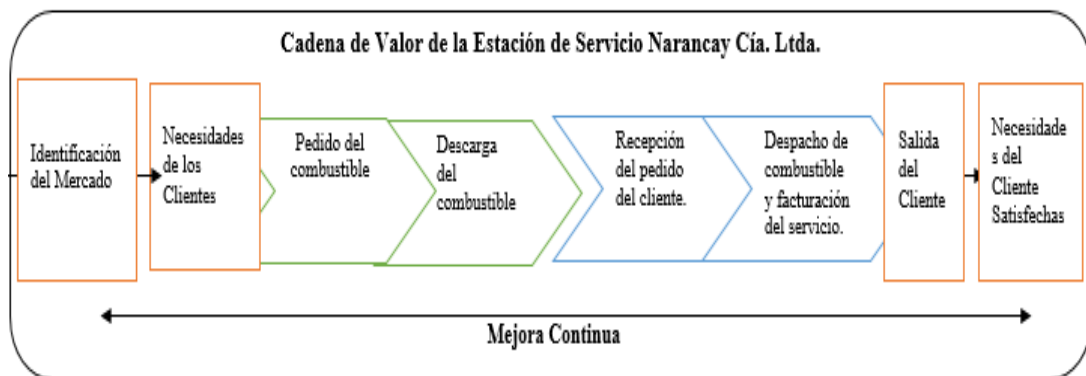 Cadena de Valor de la Estación de Servicio Narancay Cía. Ltda.
Identificación
del Mercado
Necesidades
de los
Clientes
Pedido del
combustible
Descarga
del
combustible
Recepción
del pedido
del cliente.
Despacho de
combustible
y facturación
del servicio.
Salida
del
Cliente
Necesidade
s del
Cliente
Satisfechas
Mejora Continua